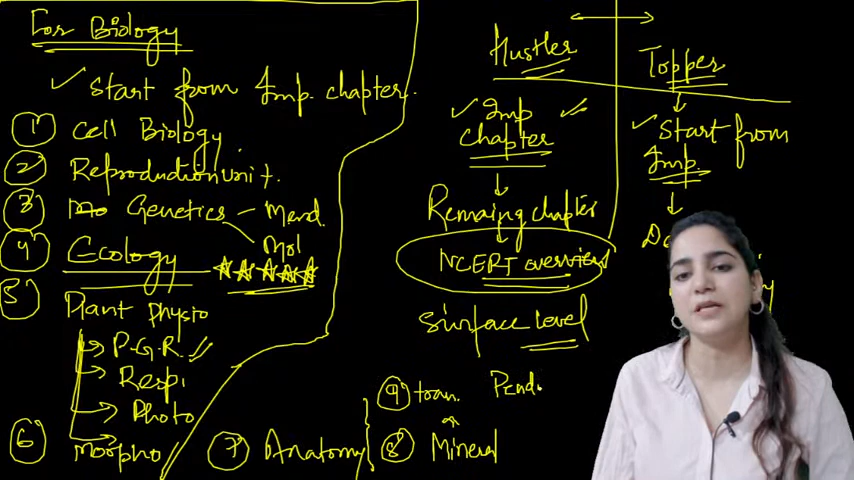 For Biology
✓ Start from Imp. chapter.
① Cell Biology
② Reproduction unit.
③ Genetics - Mend.
Mol
④ Ecology ☆☆☆☆☆
⑤ Plant Physio
→ P.G.R. ✓
→ Respi
→ Photo
⑥ Morpho
⑦ Anatomy
⑧ Mineral
⑨ tran.
Pend.
Hustler
✓ Imp ✓
chapter
↓
Remaing chapter
↓
NCERT overview
Surface level
Topper
↓
✓ Start from
Imp.
↓